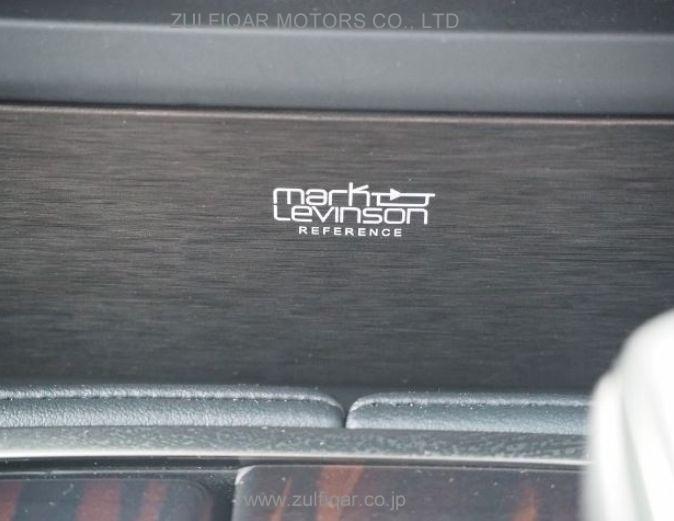 ZULFIQAR MOTORS CO., LTD
mark
Levinson
REFERENCE
www.zulfiqar.co.jp